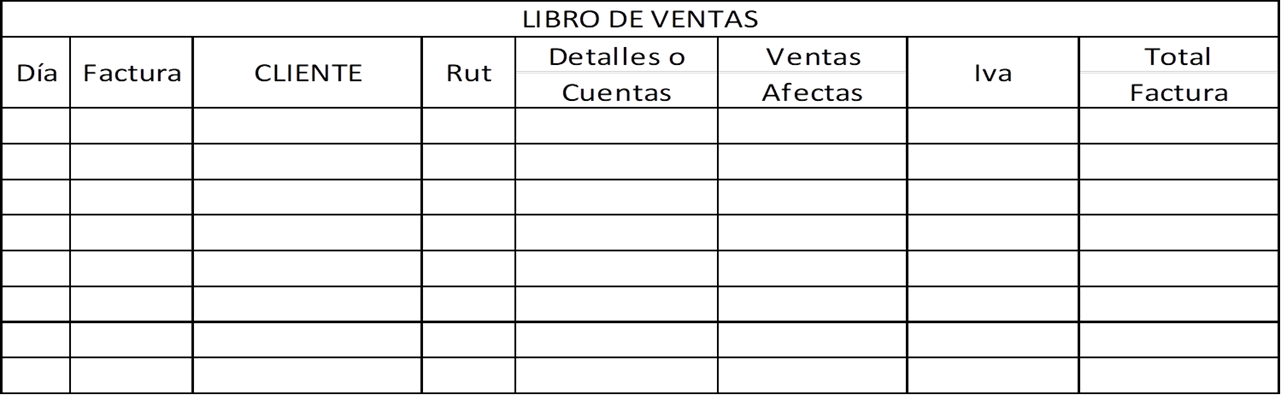 LIBRO DE VENTAS
Día Factura CLIENTE Rut Detalles o Cuentas Ventas Afectas Iva Total Factura